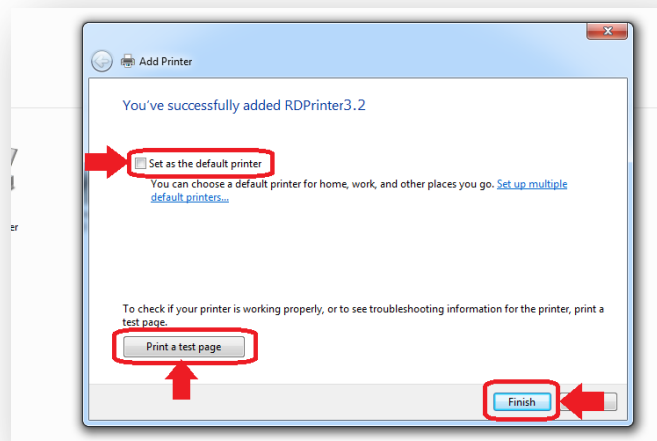 Add Printer
You've successfully added RDPrinter3.2
Set as the default printer
You can choose a default printer for home, work, and other places you go. Set up multiple
default printers...
er
To check if your printer is working properly, or to see troubleshooting information for the printer, print a
test page.
Print a test page
Finish